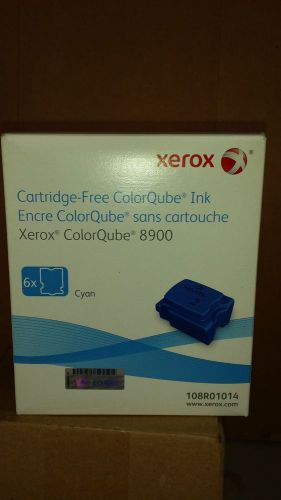 xerox
Cartridge-Free ColorQube® Ink
Encre ColorQube® sans cartouche
Xerox® ColorQube® 8900
6x
Cyan
108R01014
www.xerox.com